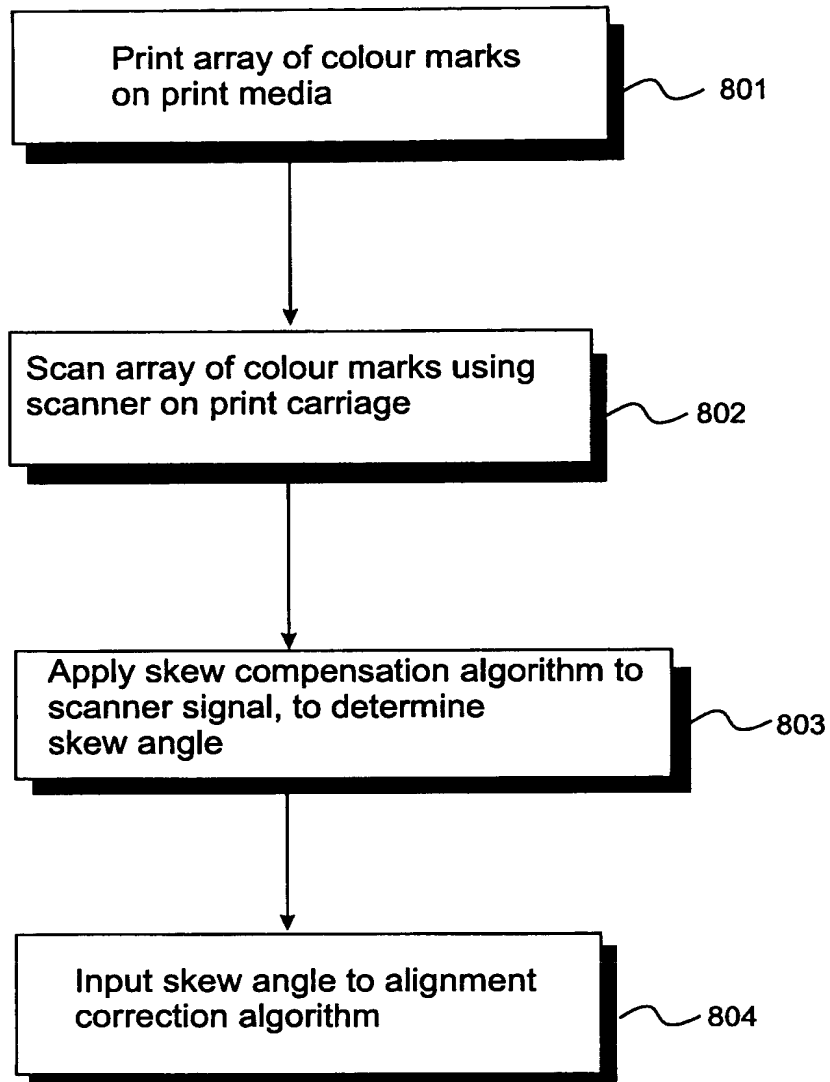 Print array of colour marks
on print media
801
Scan array of colour marks using
scanner on print carriage
802
Apply skew compensation algorithm to
scanner signal, to determine
skew angle
803
Input skew angle to alignment
correction algorithm
804